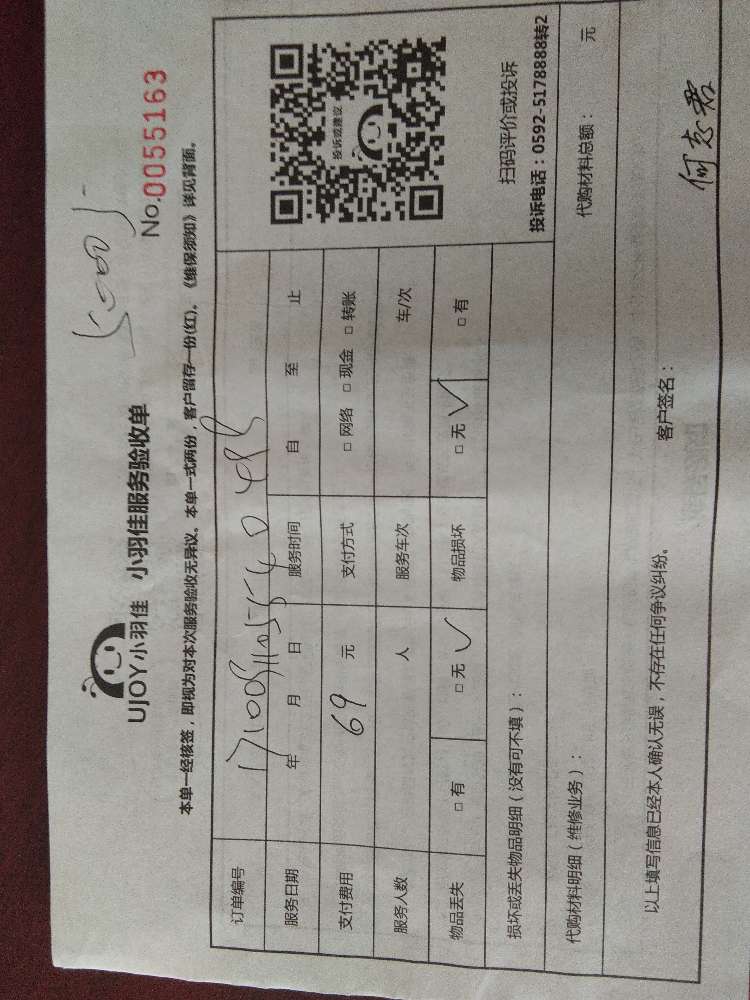 UJOY小羽佳 小羽佳服务验收单
No.0055163
本单一经核签，即视为对本次服务验收无异议。本单一式两份，客户留存一份(红)。《维保须知》详见背面。
订单编号
服务日期 年 月 日 服务时间 自 至 止
支付费用 69 元 支付方式 □ 网络 □ 现金 □ 转账
服务人数 人 服务车次 车/次
物品丢失 □ 有 □ 无 ✓ 物品损坏 □ 无 ✓ □ 有
投诉或建议
扫码评价或投诉
投诉电话：0592-5178888转2
损坏或丢失物品明细（没有可不填）：
代购材料明细（维修业务）： 代购材料总额： 元
以上填写信息已经本人确认无误，不存在任何争议纠纷。 客户签名：
何志君